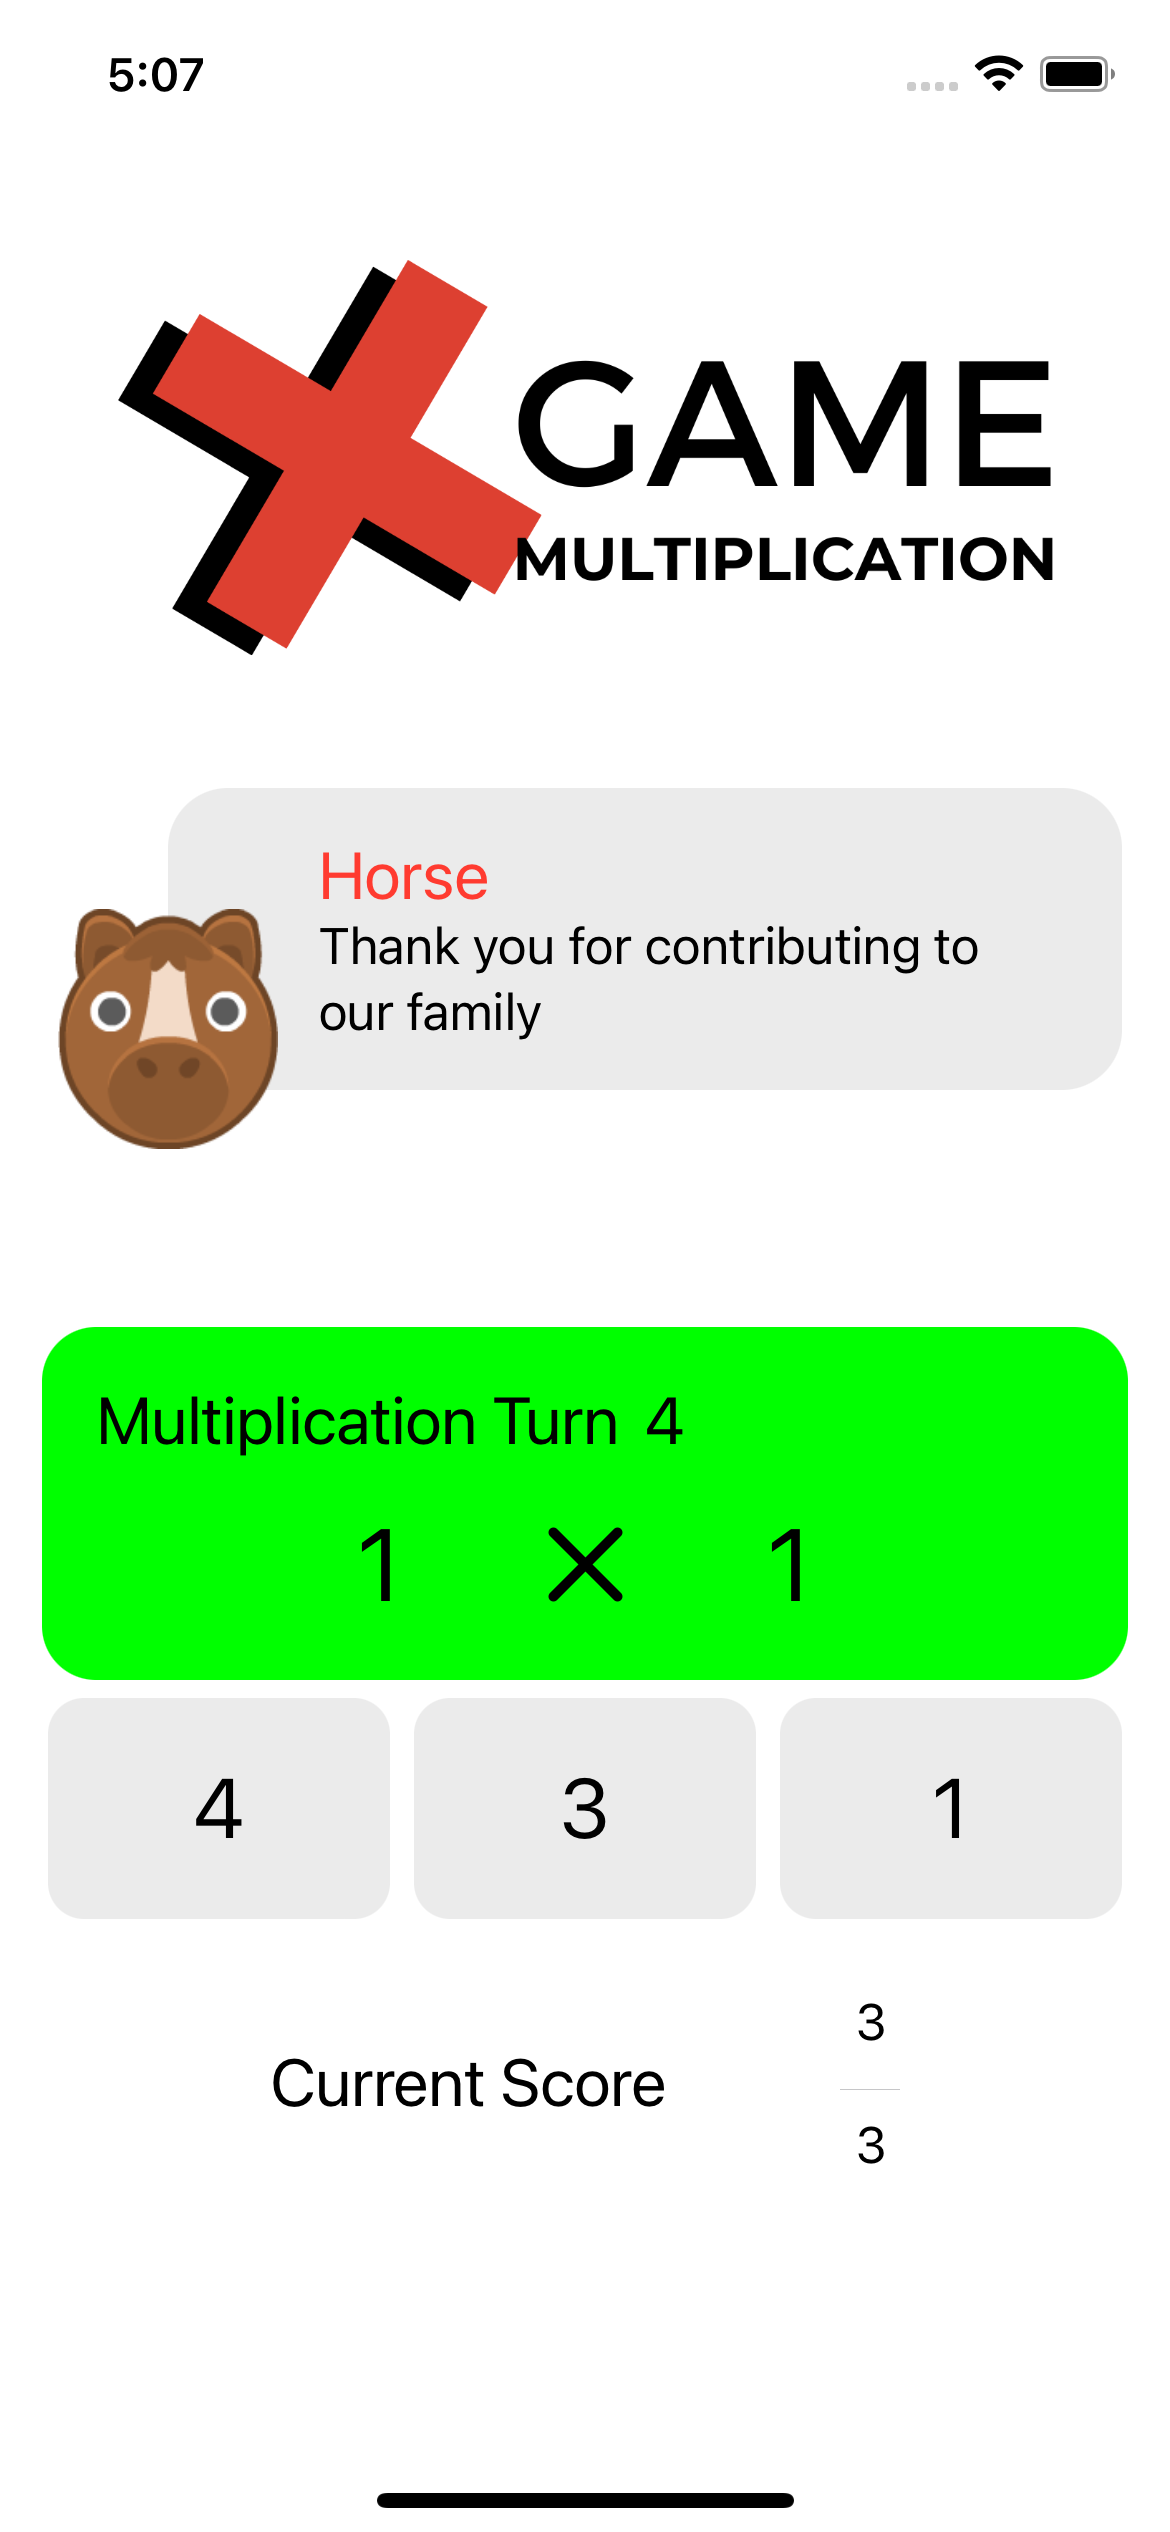 5:07
GAME
MULTIPLICATION
Horse
Thank you for contributing to
our family
Multiplication Turn 4
1 × 1
4 3 1
3
Current Score
3